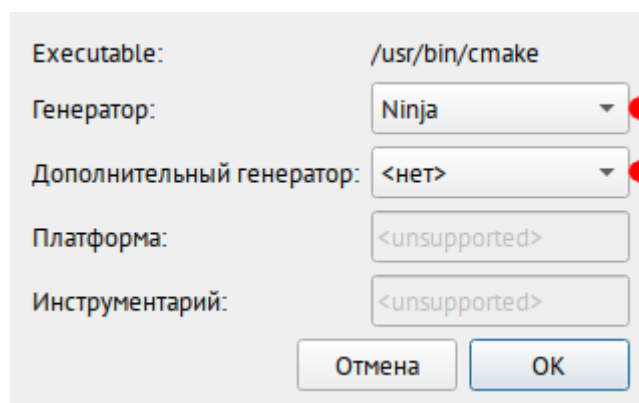 Executable: /usr/bin/cmake
Генератор: Ninja
Дополнительный генератор: <нет>
Платформа: <unsupported>
Инструментарий: <unsupported>
Отмена OK